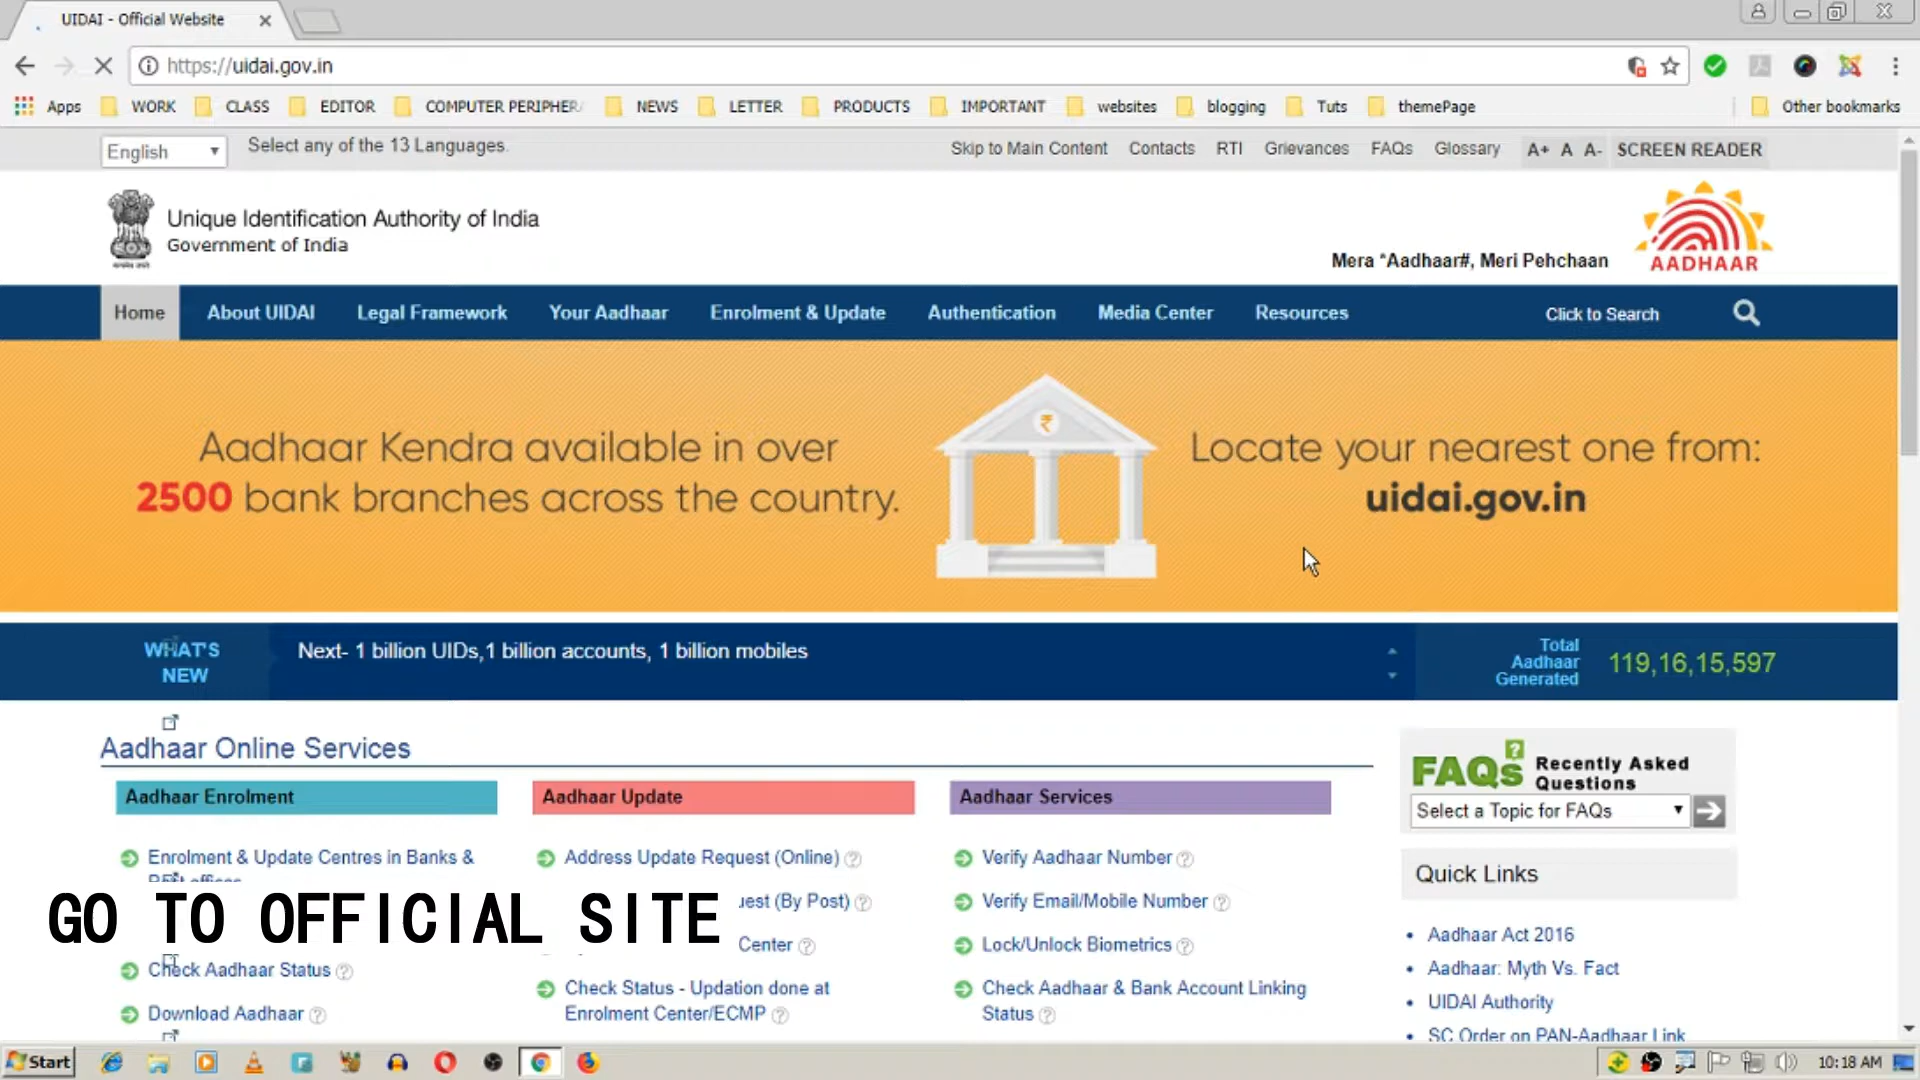 UIDAI - Official Website
https://uidai.gov.in
Apps WORK CLASS EDITOR COMPUTER PERIPHER NEWS LETTER PRODUCTS IMPORTANT websites blogging Tuts themePage Other bookmarks
English Select any of the 13 Languages. Skip to Main Content Contacts RTI Grievances FAQs Glossary A+ A A- SCREEN READER
Unique Identification Authority of India
Government of India
Mera *Aadhaar#, Meri Pehchaan
AADHAAR
Home About UIDAI Legal Framework Your Aadhaar Enrolment & Update Authentication Media Center Resources Click to Search
Aadhaar Kendra available in over
2500 bank branches across the country.
₹
Locate your nearest one from:
uidai.gov.in
WHAT'S
NEW
Next- 1 billion UIDs,1 billion accounts, 1 billion mobiles
Total
Aadhaar
Generated
119,16,15,597
Aadhaar Online Services
Aadhaar Enrolment
Enrolment & Update Centres in Banks &
Check Aadhaar Status
Download Aadhaar
Aadhaar Update
Address Update Request (Online)
uest (By Post)
Center
Check Status - Updation done at
Enrolment Center/ECMP
Aadhaar Services
Verify Aadhaar Number
Verify Email/Mobile Number
Lock/Unlock Biometrics
Check Aadhaar & Bank Account Linking
Status
FAQs Recently Asked
Questions
Select a Topic for FAQs
Quick Links
Aadhaar Act 2016
Aadhaar: Myth Vs. Fact
UIDAI Authority
SC Order on PAN-Aadhaar Link
GO TO OFFICIAL SITE
Start
10:18 AM